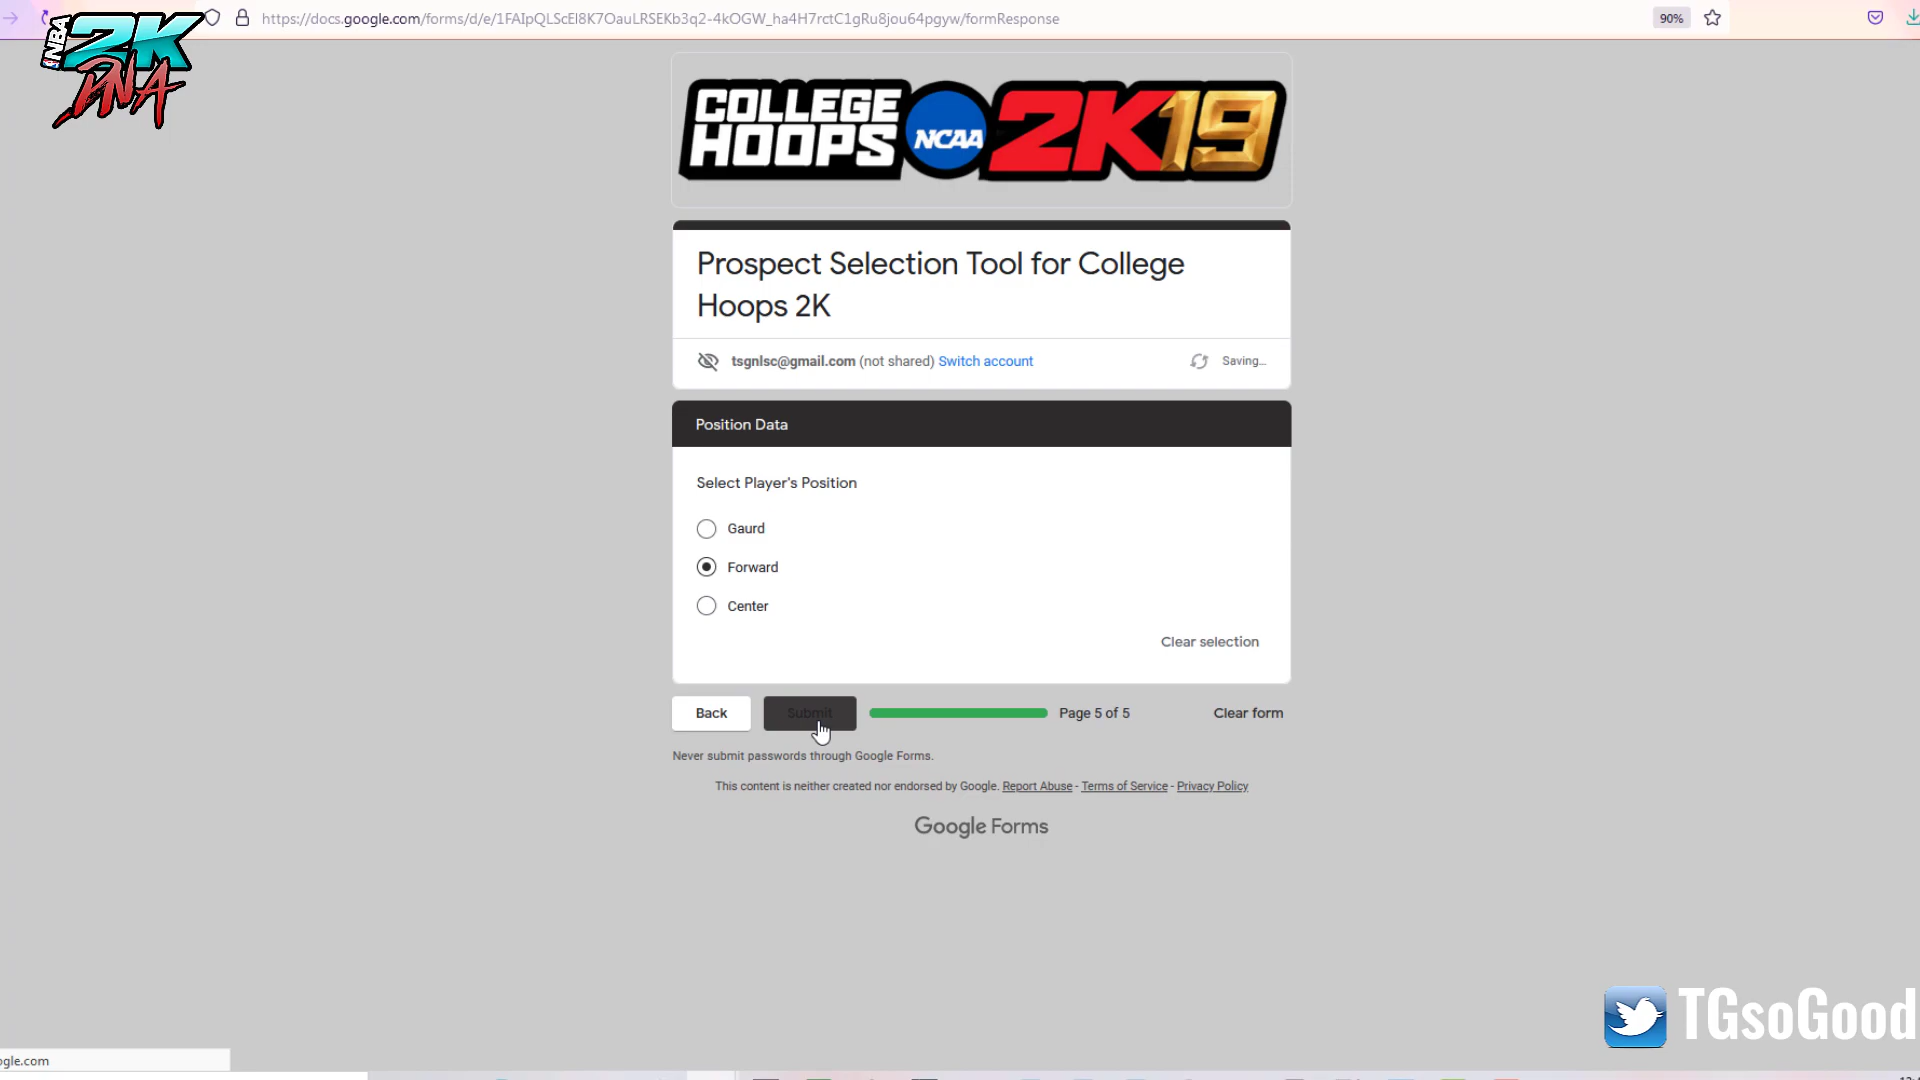 https://docs.google.com/forms/d/e/1FAIpQLScEl8K7OauLRSEKb3q2-4kOGW_ha4H7rctC1gRu8jou64pgyw/formResponse
90%
NBA 2K
DNA
COLLEGE HOOPS NCAA 2K19
Prospect Selection Tool for College
Hoops 2K
tsgnlsc@gmail.com (not shared) Switch account
Saving...
Position Data
Select Player's Position
Gaurd
Forward
Center
Clear selection
Back
Submit
Page 5 of 5
Clear form
Never submit passwords through Google Forms.
This content is neither created nor endorsed by Google. Report Abuse - Terms of Service - Privacy Policy
Google Forms
TGsoGood
ogle.com